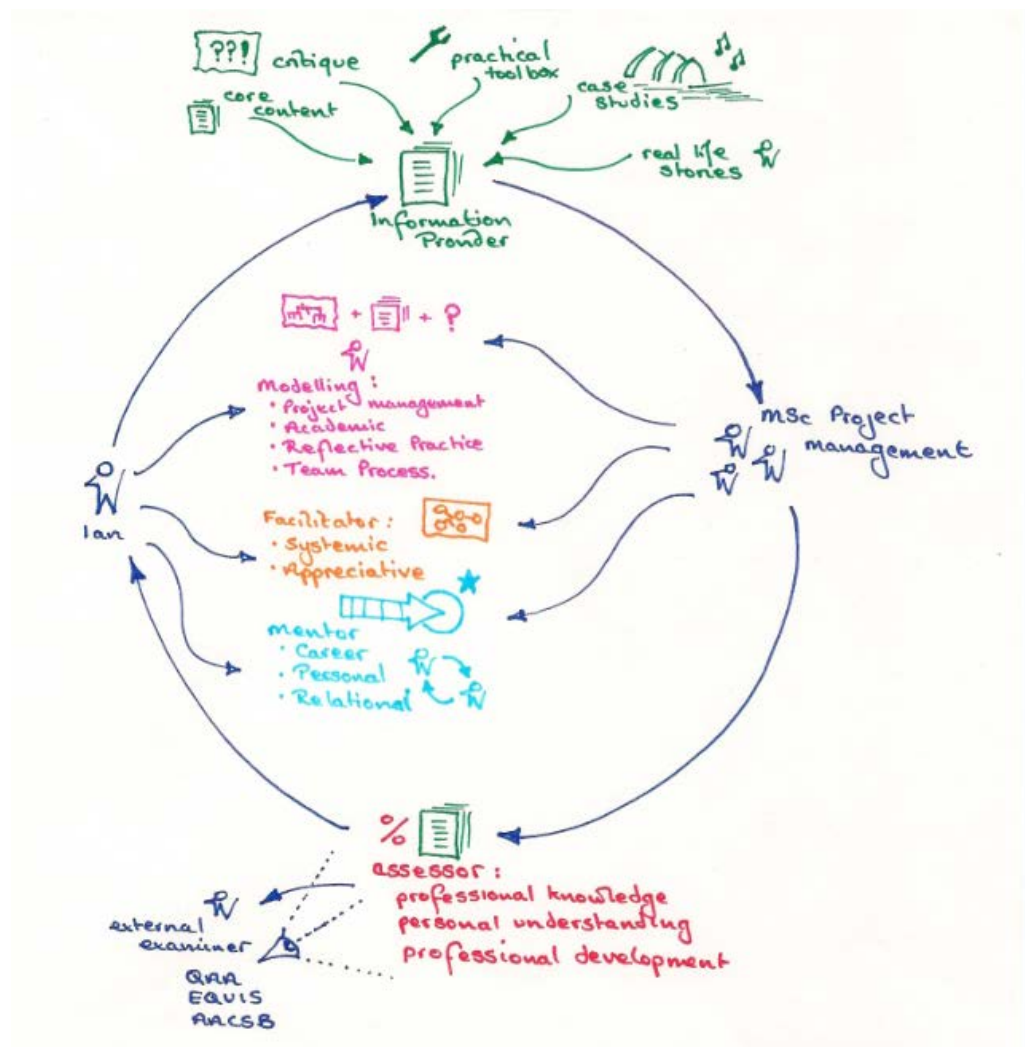 ??!
critique
practical
toolbox
case
studies
core
content
real life
stories
Information
Provider
+ + ?
Modelling :
• Project management
• Academic
• Reflective Practice
• Team Process.
MSc Project
management
Ian
Facilitator :
• Systemic
• Appreciative
mentor
• Career
• Personal
• Relational
%
assessor :
professional knowledge
personal understanding
professional development
external
examiner
QAA
EQUIS
AACSB